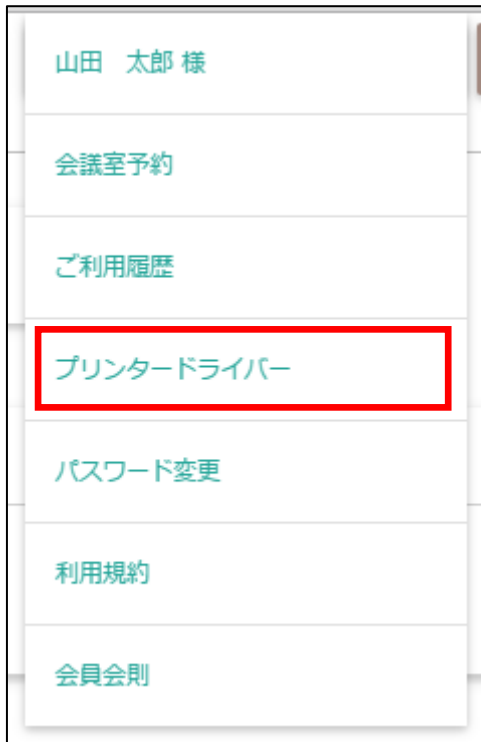 山田　太郎 様
会議室予約
ご利用履歴
プリンタードライバー
パスワード変更
利用規約
会員会則